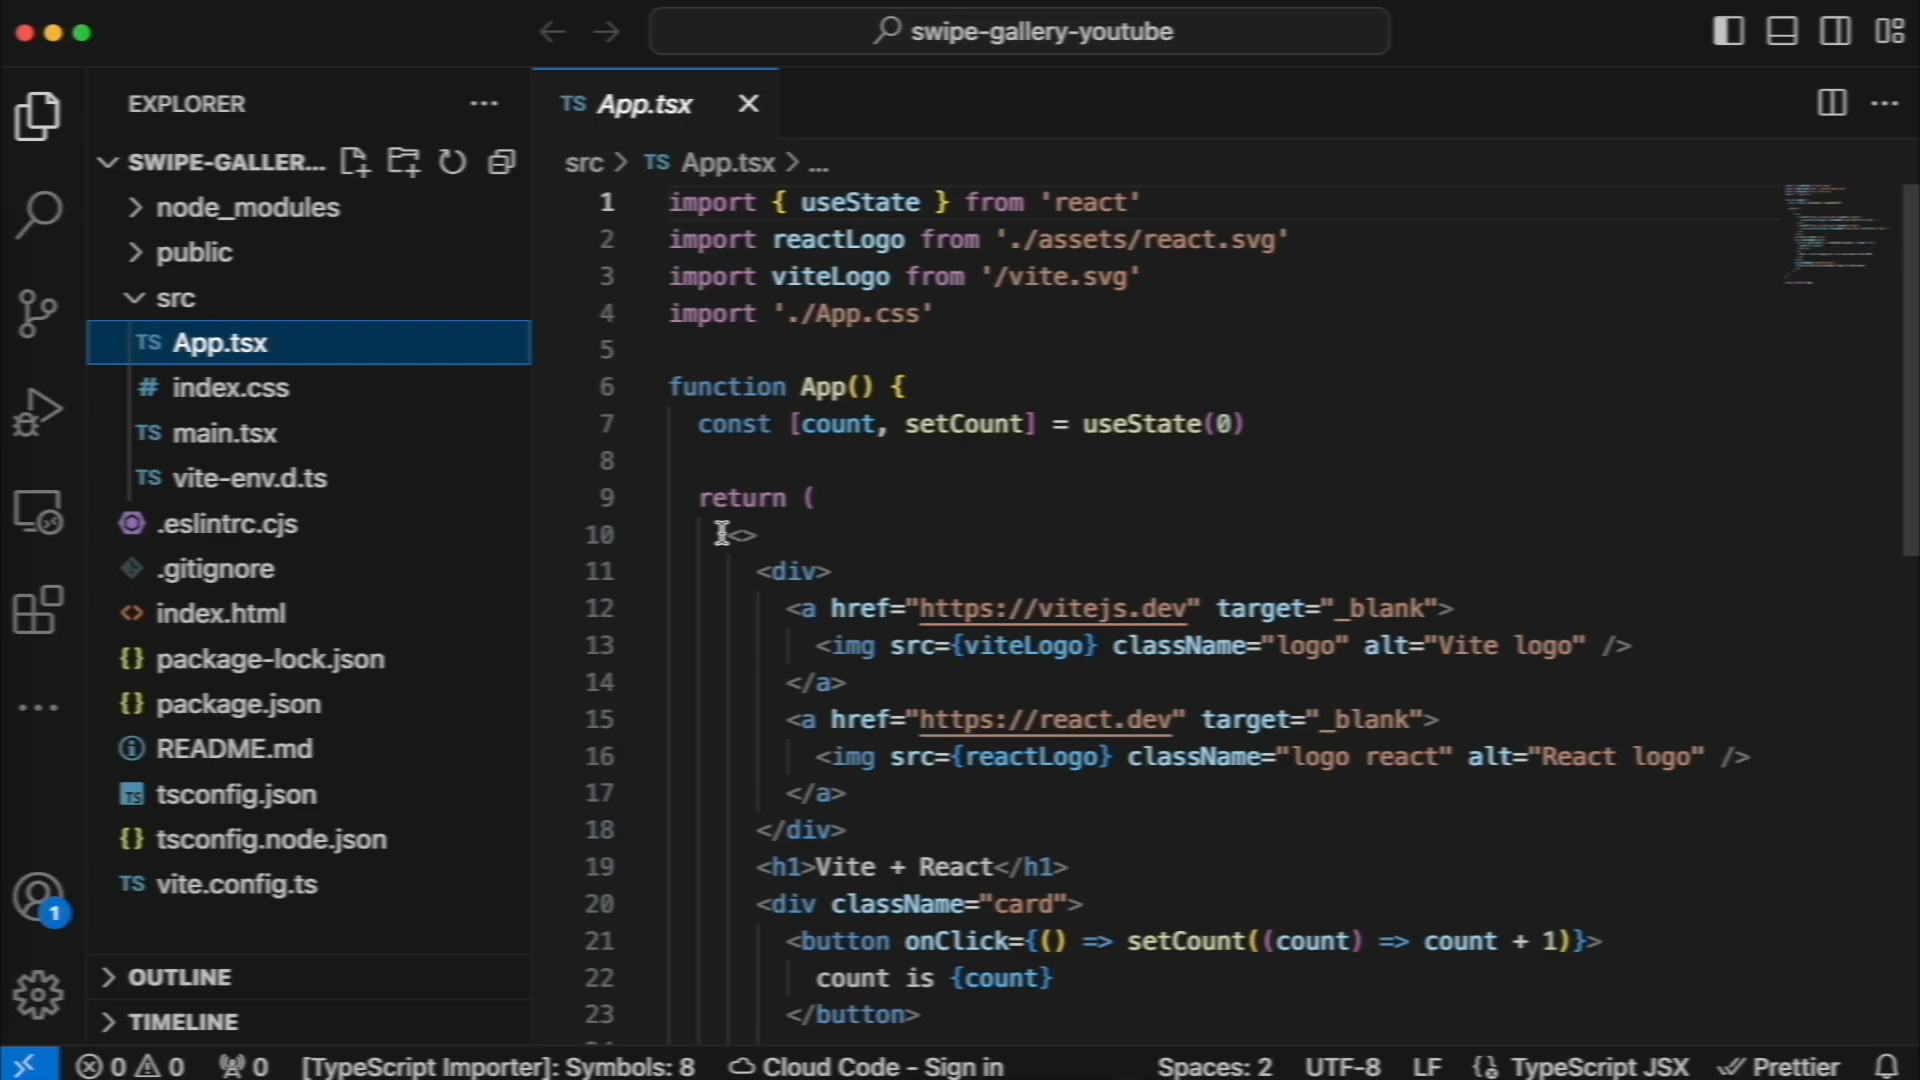 swipe-gallery-youtube
EXPLORER
SWIPE-GALLER...
node_modules
public
src
TS App.tsx
# index.css
TS main.tsx
TS vite-env.d.ts
.eslintrc.cjs
.gitignore
<> index.html
{} package-lock.json
{} package.json
README.md
TS tsconfig.json
{} tsconfig.node.json
TS vite.config.ts
OUTLINE
TIMELINE
1
TS App.tsx
src > TS App.tsx > ...
1 import { useState } from 'react'
2 import reactLogo from './assets/react.svg'
3 import viteLogo from '/vite.svg'
4 import './App.css'
5
6 function App() {
7 const [count, setCount] = useState(0)
8
9 return (
10 <>
11 <div>
12 <a href="https://vitejs.dev" target="_blank">
13 <img src={viteLogo} className="logo" alt="Vite logo" />
14 </a>
15 <a href="https://react.dev" target="_blank">
16 <img src={reactLogo} className="logo react" alt="React logo" />
17 </a>
18 </div>
19 <h1>Vite + React</h1>
20 <div className="card">
21 <button onClick={() => setCount((count) => count + 1)}>
22 count is {count}
23 </button>
0 0 0 [TypeScript Importer]: Symbols: 8 Cloud Code - Sign in Spaces: 2 UTF-8 LF TypeScript JSX Prettier